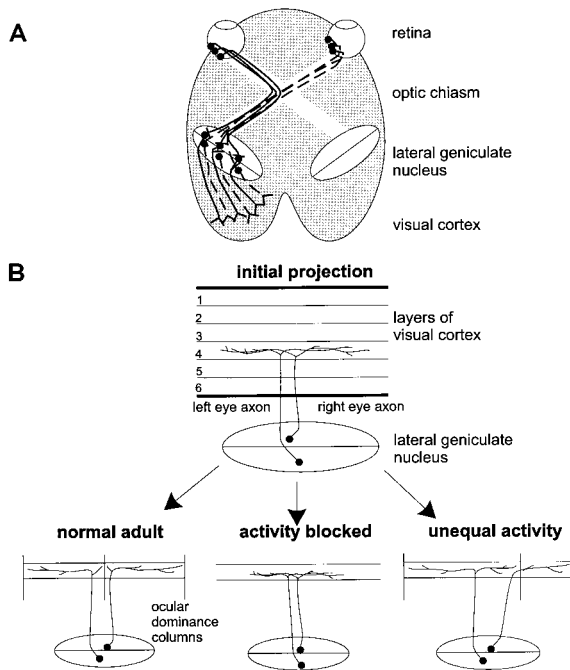 A
retina
optic chiasm
lateral geniculate
nucleus
visual cortex
B
initial projection
1
2
3
4
5
6
layers of
visual cortex
left eye axon
right eye axon
lateral geniculate
nucleus
normal adult
activity blocked
unequal activity
ocular
dominance
columns